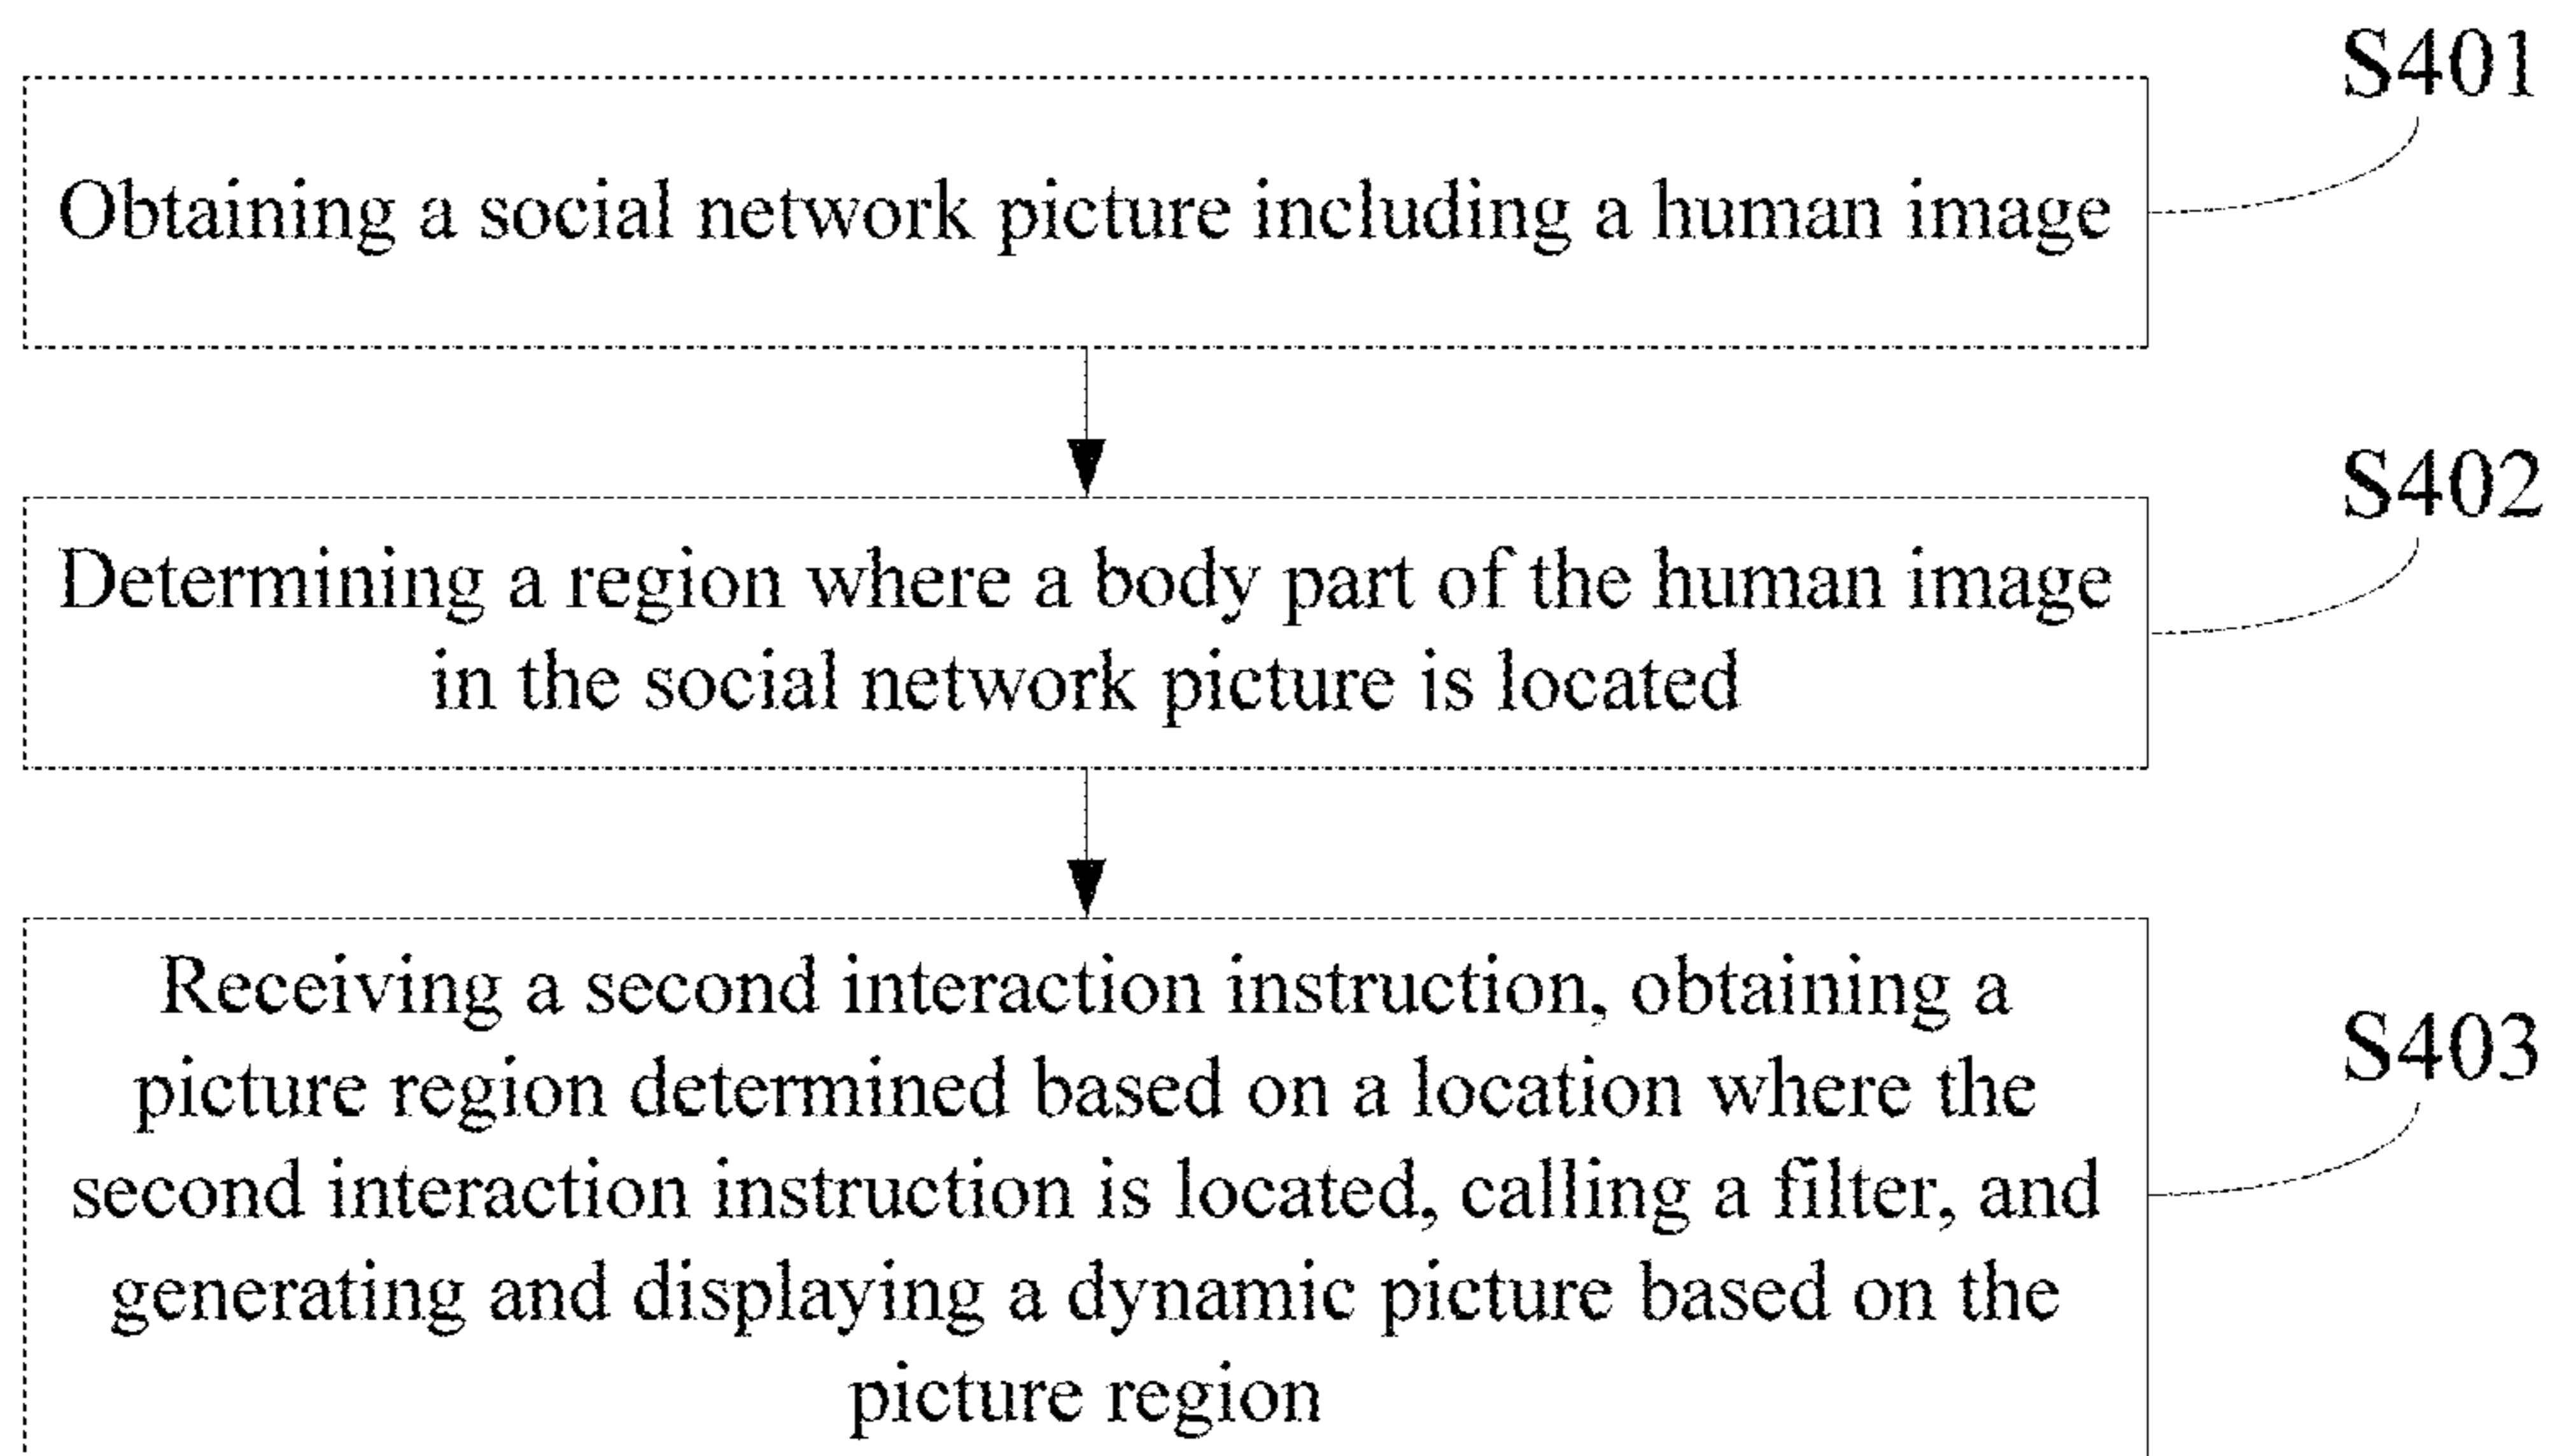 S401
Obtaining a social network picture including a human image
S402
Determining a region where a body part of the human image
in the social network picture is located
Receiving a second interaction instruction, obtaining a
picture region determined based on a location where the
second interaction instruction is located, calling a filter, and
generating and displaying a dynamic picture based on the
picture region
S403